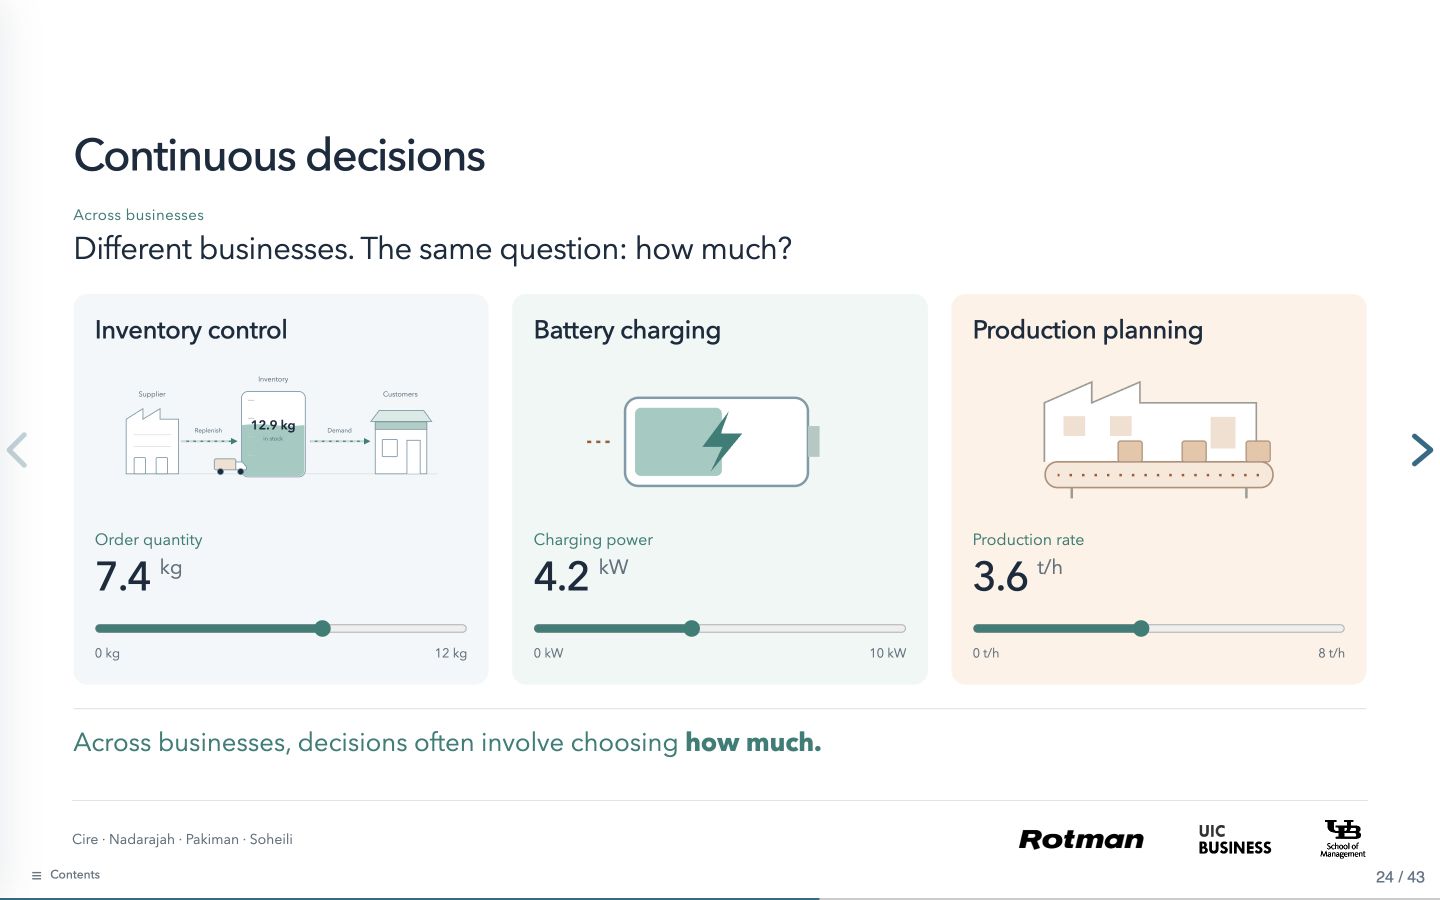 Continuous decisions
Across businesses
Different businesses. The same question: how much?
Inventory control
Supplier
Inventory
Customers
Replenish
12.9 kg
in stock
Demand
Order quantity
7.4 kg
0 kg
12 kg
Battery charging
Charging power
4.2 kW
0 kW
10 kW
Production planning
Production rate
3.6 t/h
0 t/h
8 t/h
Across businesses, decisions often involve choosing how much.
Cire · Nadarajah · Pakiman · Soheili
Rotman
UIC
BUSINESS
UB
School of
Management
≡ Contents
24 / 43